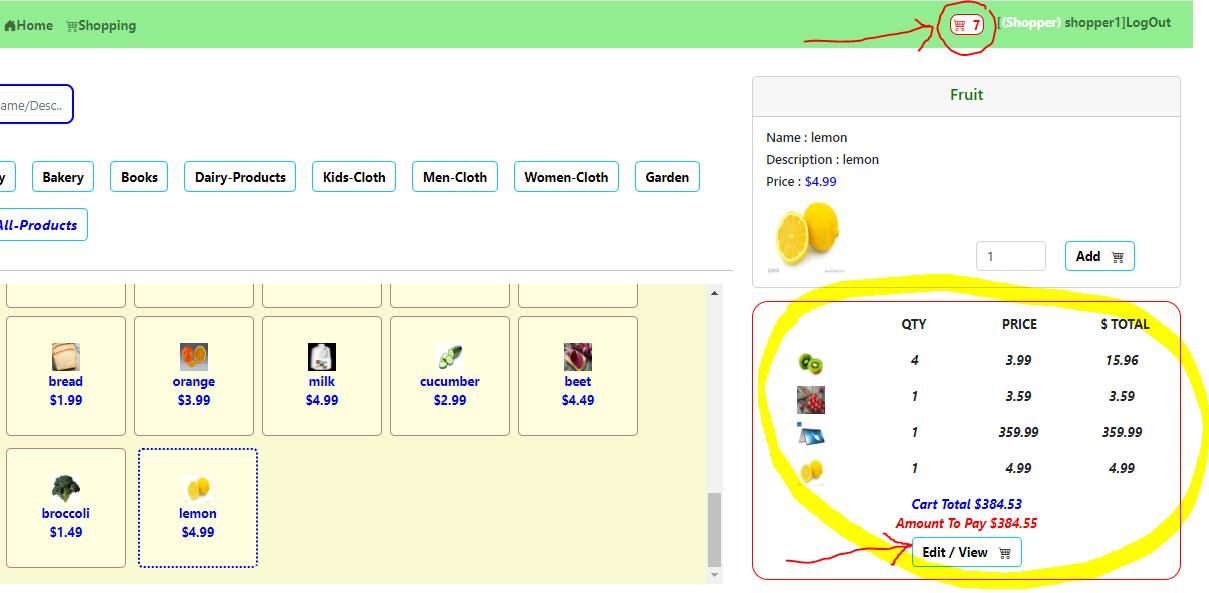 Home Shopping 7 [(Shopper) shopper1]LogOut
ame/Desc..
y Bakery Books Dairy-Products Kids-Cloth Men-Cloth Women-Cloth Garden
All-Products
Fruit
Name : lemon
Description : lemon
Price : $4.99
1 Add
bread orange milk cucumber beet
$1.99 $3.99 $4.99 $2.99 $4.49
broccoli lemon
$1.49 $4.99
QTY PRICE $ TOTAL
4 3.99 15.96
1 3.59 3.59
1 359.99 359.99
1 4.99 4.99
Cart Total $384.53
Amount To Pay $384.55
Edit / View